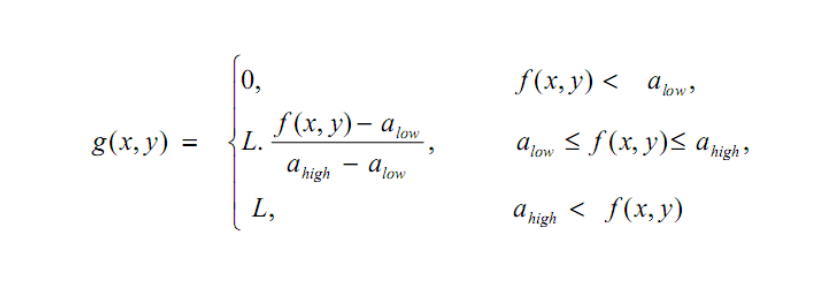 0, f(x, y) < a_low,
g(x, y) = { L. (f(x, y) − a_low) / (a_high − a_low), a_low ≤ f(x, y) ≤ a_high,
L, a_high < f(x, y)